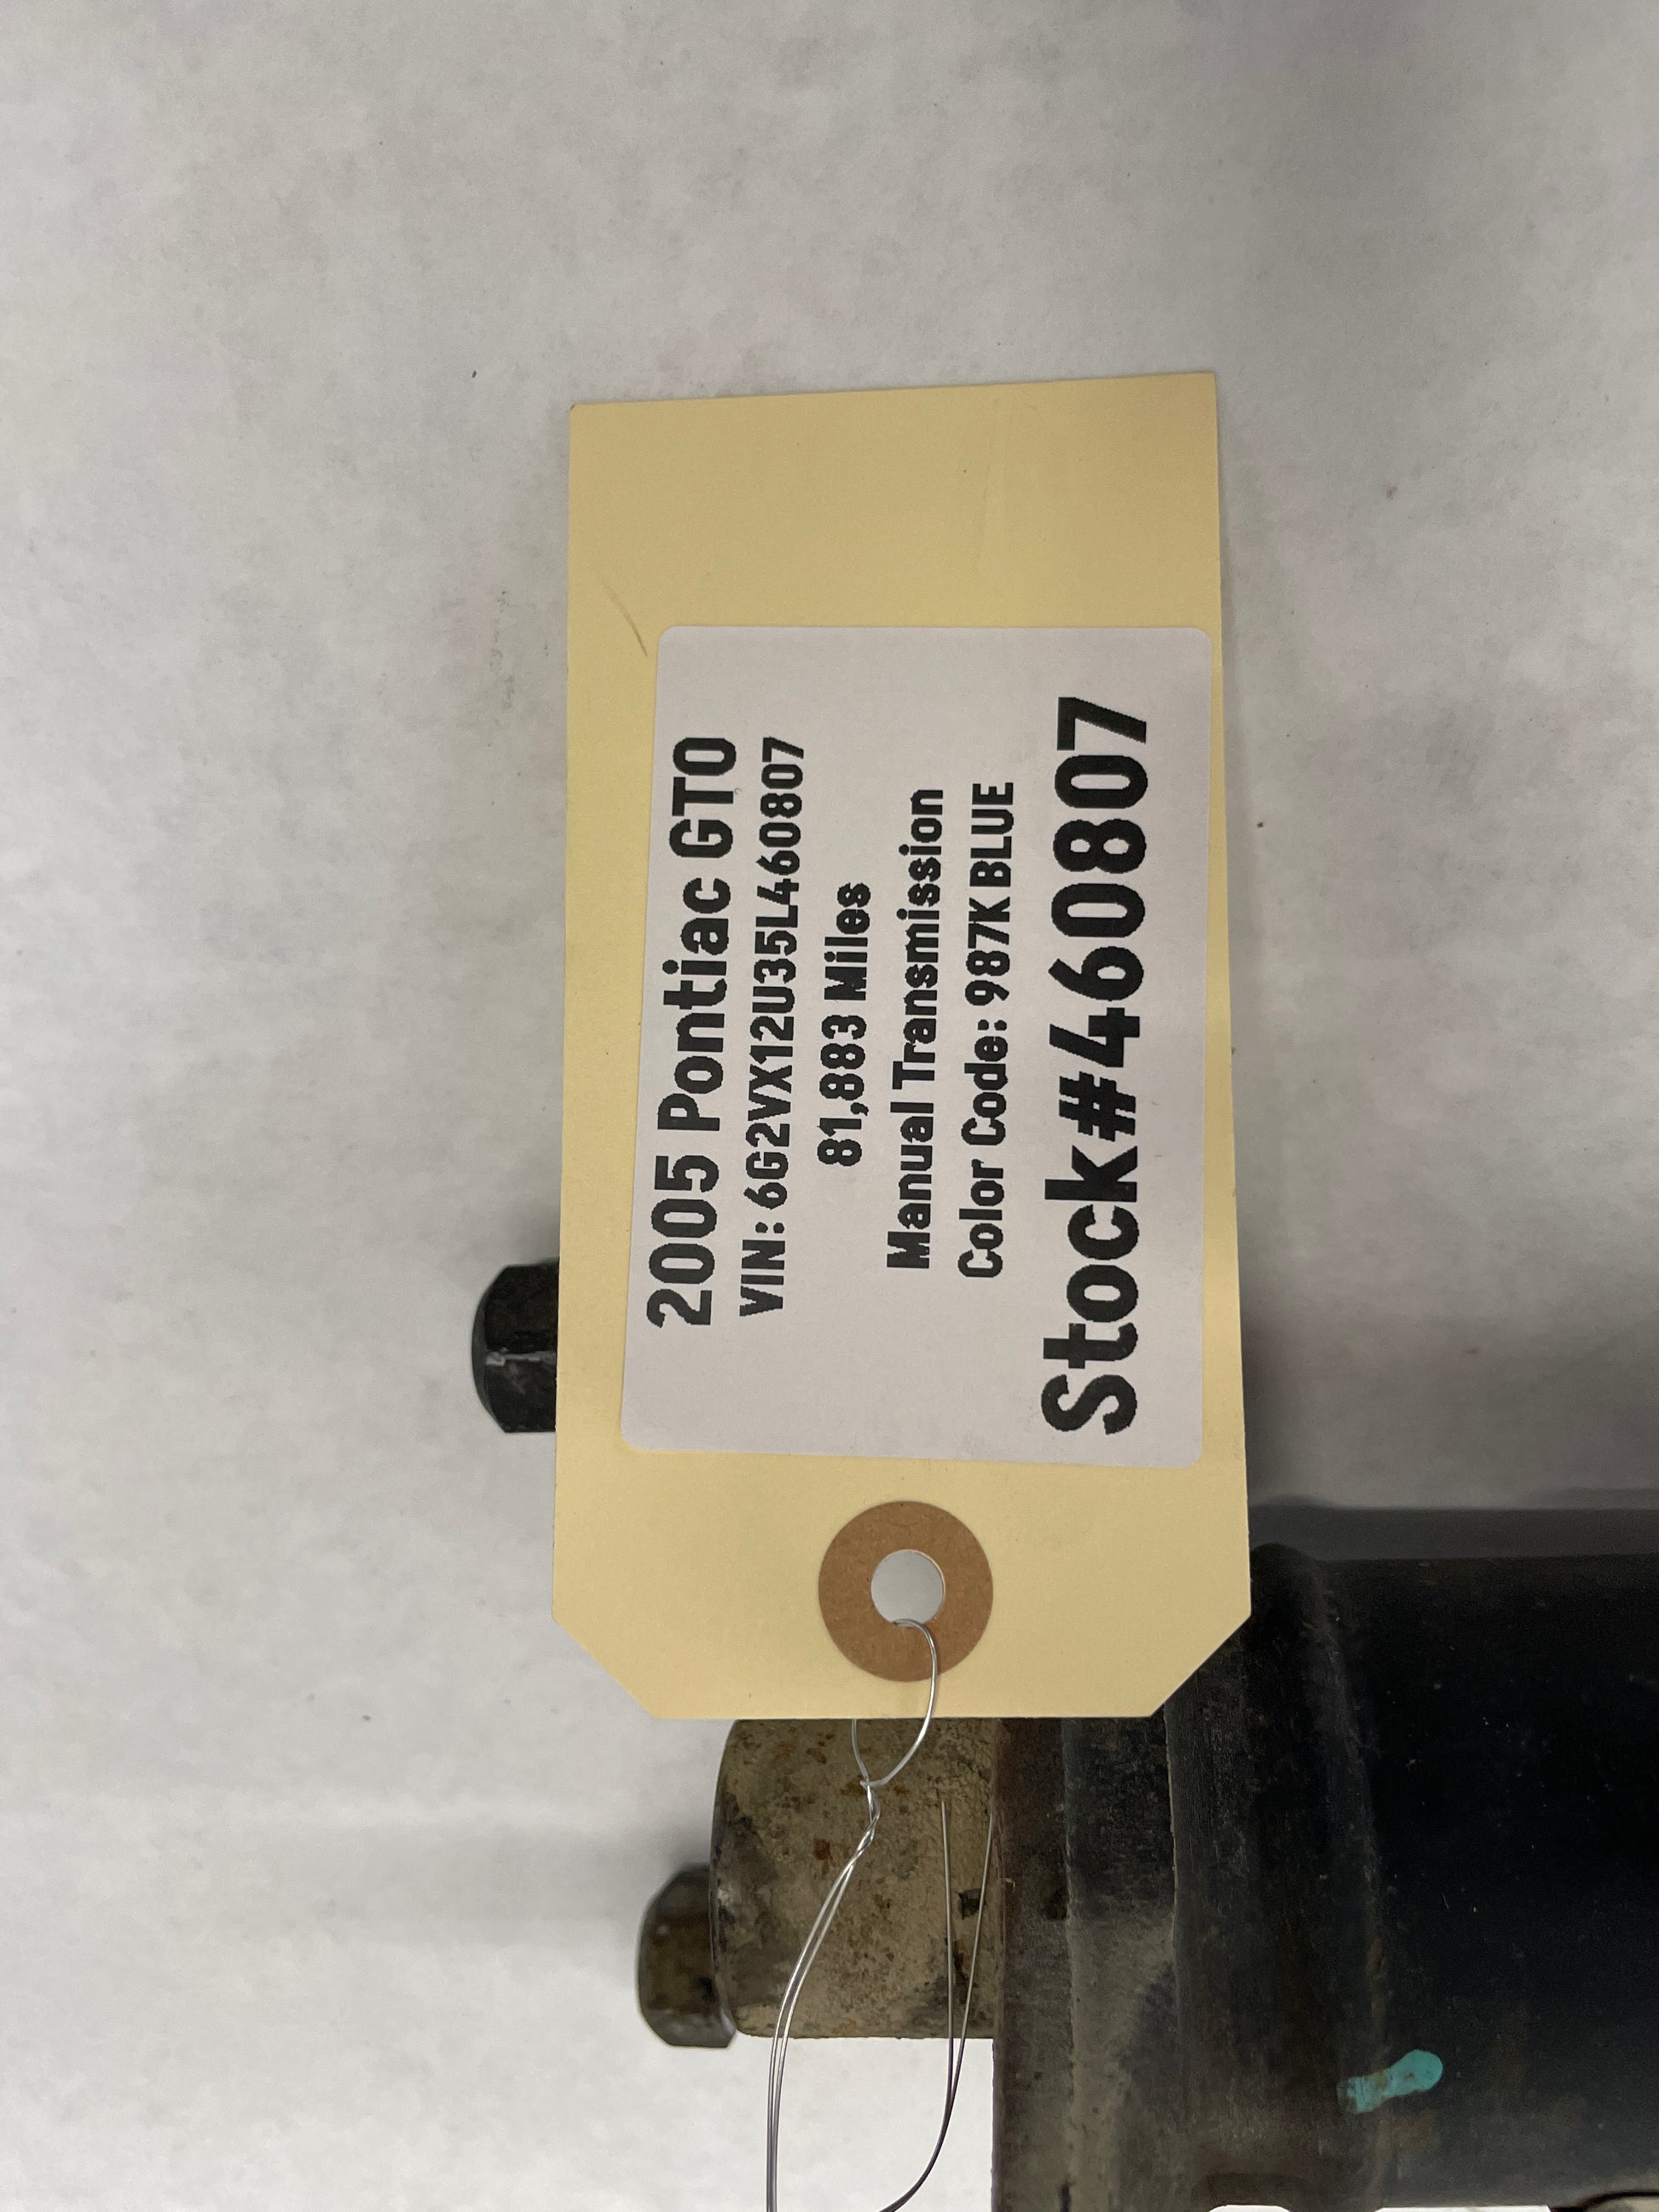 2005 Pontiac GTO
VIN: 6G2VX12U35L460807
81,883 Miles
Manual Transmission
Color Code: 987K BLUE
Stock#460807